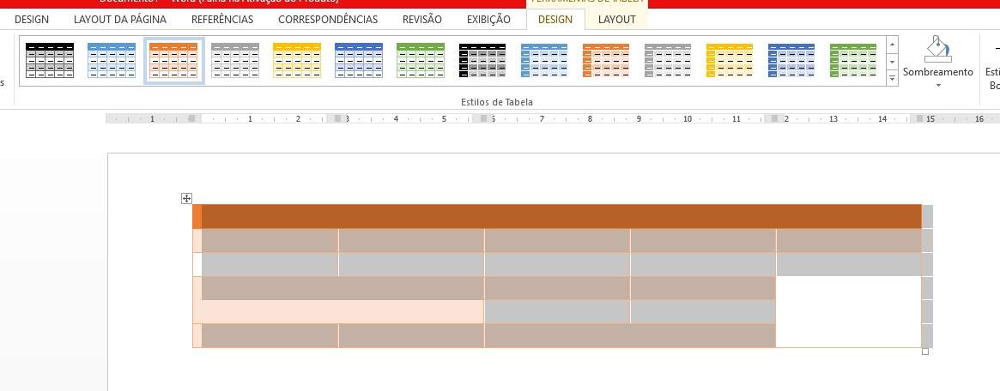 Documento1 - Word (Falha na Ativação do Produto)
FERRAMENTAS DE TABELA
DESIGN LAYOUT DA PÁGINA REFERÊNCIAS CORRESPONDÊNCIAS REVISÃO EXIBIÇÃO DESIGN LAYOUT
s
Sombreamento
Esti
Bo
Estilos de Tabela
1 1 2 3 4 5 6 7 8 9 10 11 12 13 14 15 16